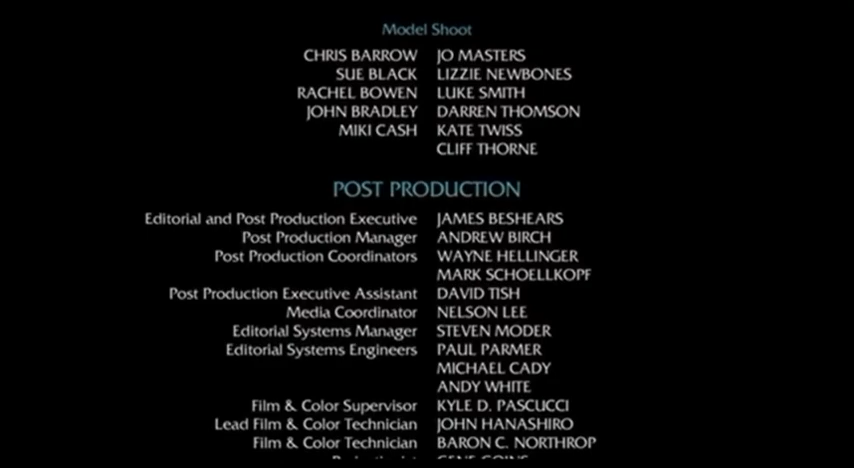 Model Shoot
CHRIS BARROW JO MASTERS
SUE BLACK LIZZIE NEWBONES
RACHEL BOWEN LUKE SMITH
JOHN BRADLEY DARREN THOMSON
MIKI CASH KATE TWISS
CLIFF THORNE
POST PRODUCTION
Editorial and Post Production Executive JAMES BESHEARS
Post Production Manager ANDREW BIRCH
Post Production Coordinators WAYNE HELLINGER
MARK SCHOELLKOPF
Post Production Executive Assistant DAVID TISH
Media Coordinator NELSON LEE
Editorial Systems Manager STEVEN MODER
Editorial Systems Engineers PAUL PARMER
MICHAEL CADY
ANDY WHITE
Film & Color Supervisor KYLE D. PASCUCCI
Lead Film & Color Technician JOHN HANASHIRO
Film & Color Technician BARON C. NORTHROP